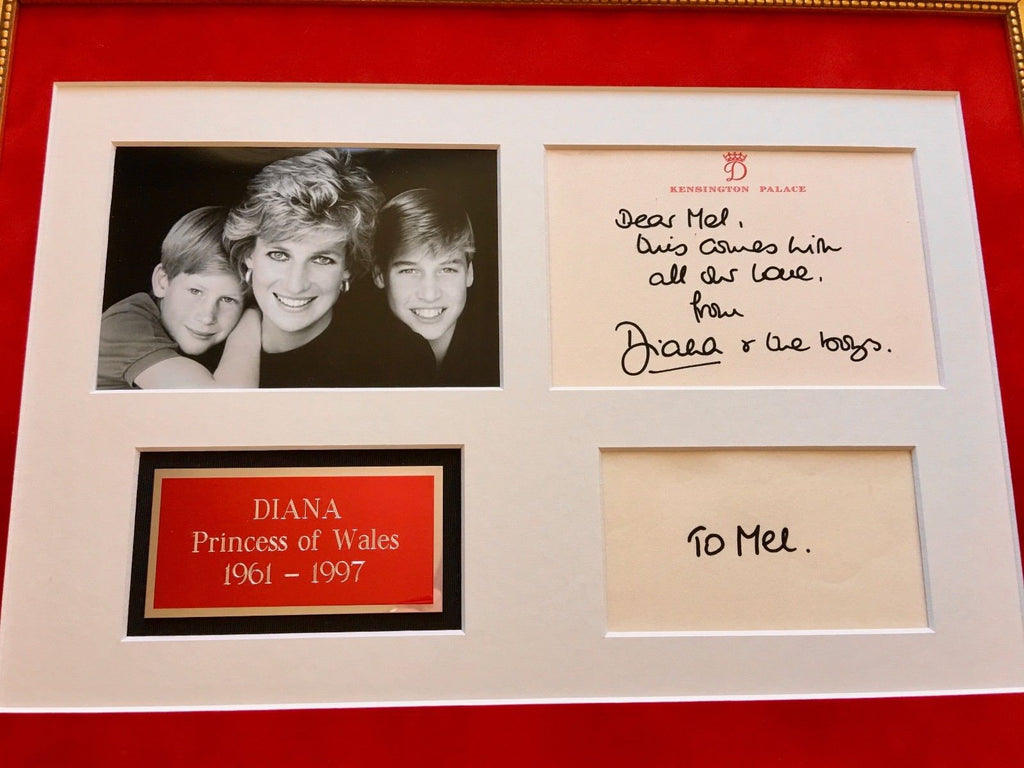 D
KENSINGTON PALACE
Dear Mel,
this comes with
all our love.
from
Diana & the boys.
DIANA
Princess of Wales
1961 – 1997
To Mel.